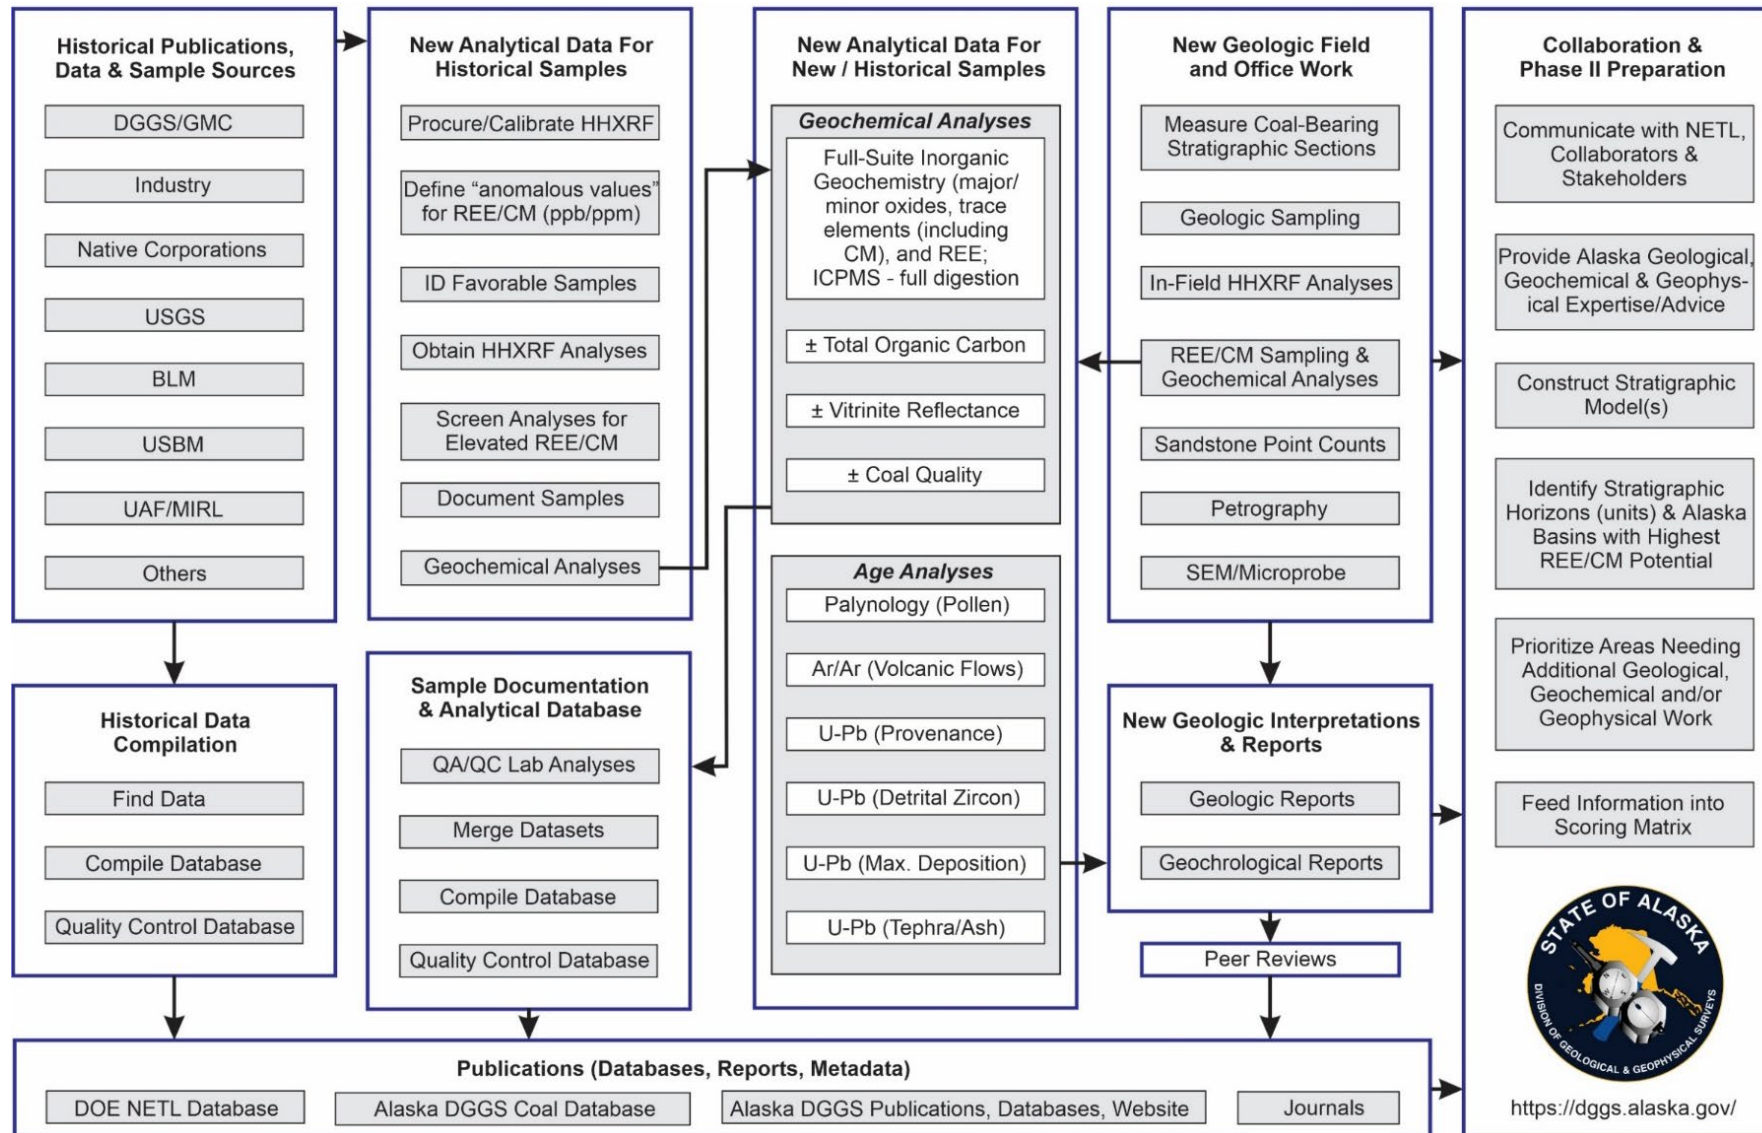 Historical Publications,
Data & Sample Sources
DGGS/GMC
Industry
Native Corporations
USGS
BLM
USBM
UAF/MIRL
Others
New Analytical Data For
Historical Samples
Procure/Calibrate HHXRF
Define “anomalous values”
for REE/CM (ppb/ppm)
ID Favorable Samples
Obtain HHXRF Analyses
Screen Analyses for
Elevated REE/CM
Document Samples
Geochemical Analyses
New Analytical Data For
New / Historical Samples
Geochemical Analyses
Full-Suite Inorganic
Geochemistry (major/
minor oxides, trace
elements (including
CM), and REE;
ICPMS - full digestion
± Total Organic Carbon
± Vitrinite Reflectance
± Coal Quality
Age Analyses
Palynology (Pollen)
Ar/Ar (Volcanic Flows)
U-Pb (Provenance)
U-Pb (Detrital Zircon)
U-Pb (Max. Deposition)
U-Pb (Tephra/Ash)
New Geologic Field
and Office Work
Measure Coal-Bearing
Stratigraphic Sections
Geologic Sampling
In-Field HHXRF Analyses
REE/CM Sampling &
Geochemical Analyses
Sandstone Point Counts
Petrography
SEM/Microprobe
Collaboration &
Phase II Preparation
Communicate with NETL,
Collaborators &
Stakeholders
Provide Alaska Geological,
Geochemical & Geophys-
ical Expertise/Advice
Construct Stratigraphic
Model(s)
Identify Stratigraphic
Horizons (units) & Alaska
Basins with Highest
REE/CM Potential
Prioritize Areas Needing
Additional Geological,
Geochemical and/or
Geophysical Work
Feed Information into
Scoring Matrix
Historical Data
Compilation
Find Data
Compile Database
Quality Control Database
Sample Documentation
& Analytical Database
QA/QC Lab Analyses
Merge Datasets
Compile Database
Quality Control Database
New Geologic Interpretations
& Reports
Geologic Reports
Geochrological Reports
Peer Reviews
STATE OF ALASKA
DIVISION OF GEOLOGICAL & GEOPHYSICAL SURVEYS
https://dggs.alaska.gov/
Publications (Databases, Reports, Metadata)
DOE NETL Database
Alaska DGGS Coal Database
Alaska DGGS Publications, Databases, Website
Journals